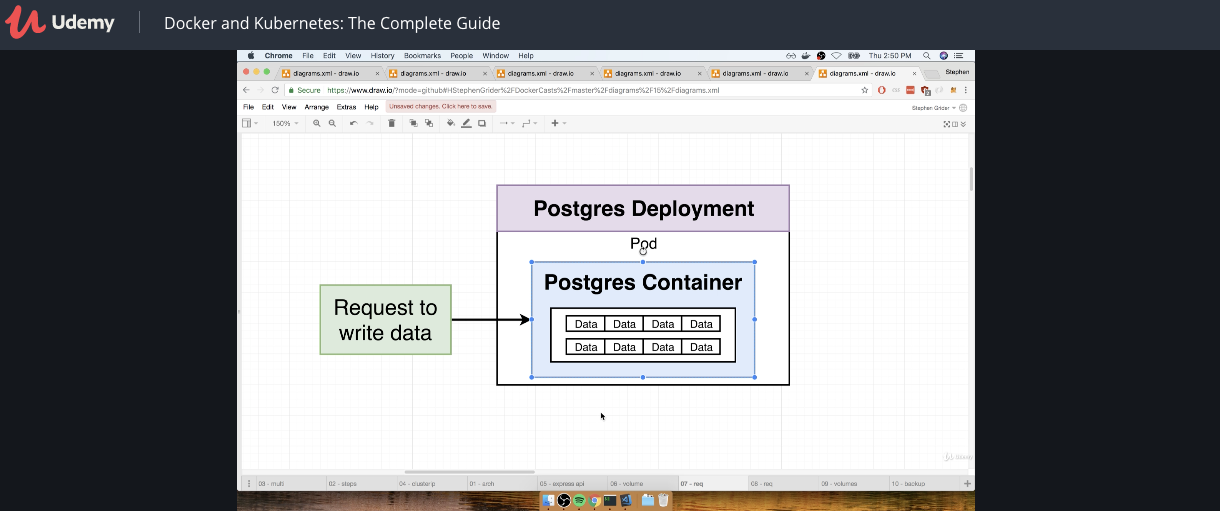 Udemy
Docker and Kubernetes: The Complete Guide
Chrome File Edit View History Bookmarks People Window Help
Thu 2:50 PM
diagrams.xml - draw.io
diagrams.xml - draw.io
diagrams.xml - draw.io
diagrams.xml - draw.io
diagrams.xml - draw.io
diagrams.xml - draw.io
Stephen
Secure https://www.draw.io/?mode=github#HStephenGrider%2FDockerCasts%2Fmaster%2Fdiagrams%2F15%2Fdiagrams.xml
File Edit View Arrange Extras Help Unsaved changes. Click here to save.
Stephen Grider
150%
Postgres Deployment
Pod
Postgres Container
Request to
write data
Data Data Data Data
Data Data Data Data
Udemy
03 - multi
02 - steps
04 - clusterip
01 - arch
05 - express api
06 - volume
07 - req
08 - req
09 - volumes
10 - backup